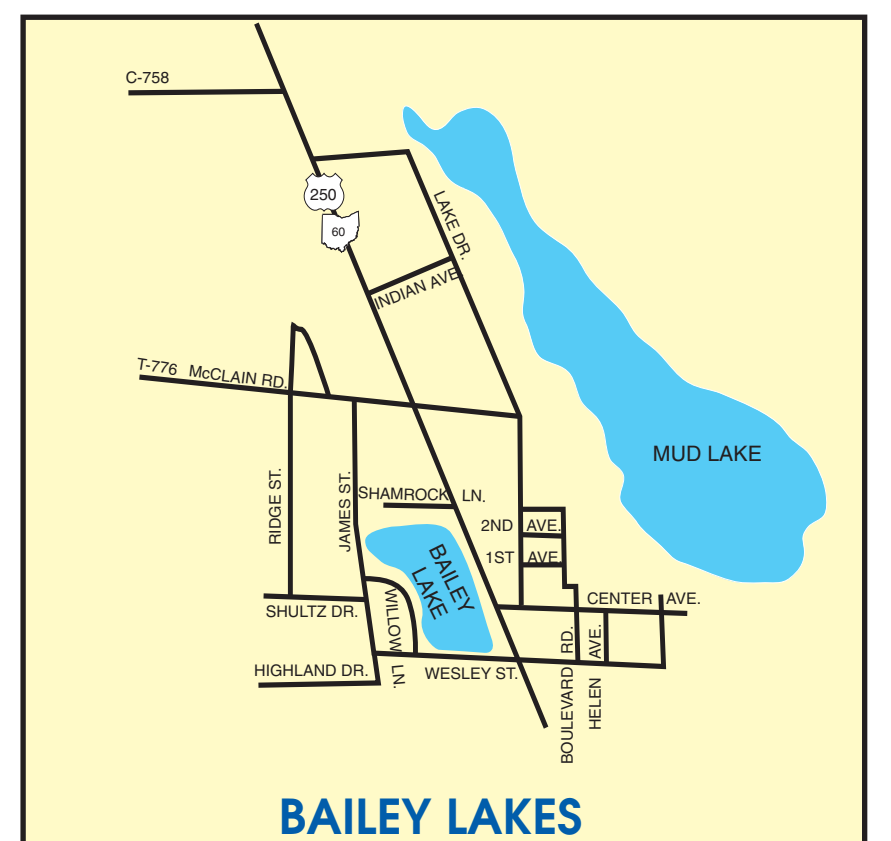 C-758
250
60
LAKE DR.
INDIAN AVE.
T-776 McCLAIN RD.
MUD LAKE
RIDGE ST.
JAMES ST.
SHAMROCK LN.
2ND AVE.
1ST AVE.
BAILEY
LAKE
WILLOW LN.
SHULTZ DR.
CENTER AVE.
HIGHLAND DR.
WESLEY ST.
BOULEVARD RD.
HELEN AVE.
BAILEY LAKES